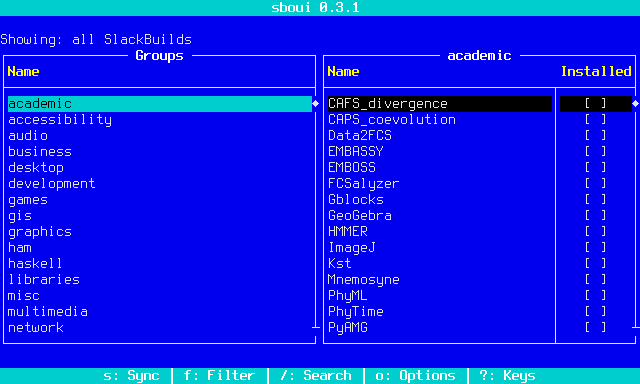 sboui 0.3.1
Showing: all SlackBuilds
Groups
Name
academic
accessibility
audio
business
desktop
development
games
gis
graphics
ham
haskell
libraries
misc
multimedia
network
academic
Name Installed
CAFS_divergence [ ]
CAPS_coevolution [ ]
Data2FCS [ ]
EMBASSY [ ]
EMBOSS [ ]
FCSalyzer [ ]
Gblocks [ ]
GeoGebra [ ]
HMMER [ ]
ImageJ [ ]
Kst [ ]
Mnemosyne [ ]
PhyML [ ]
PhyTime [ ]
PyAMG [ ]
s: Sync | f: Filter | /: Search | o: Options | ?: Keys